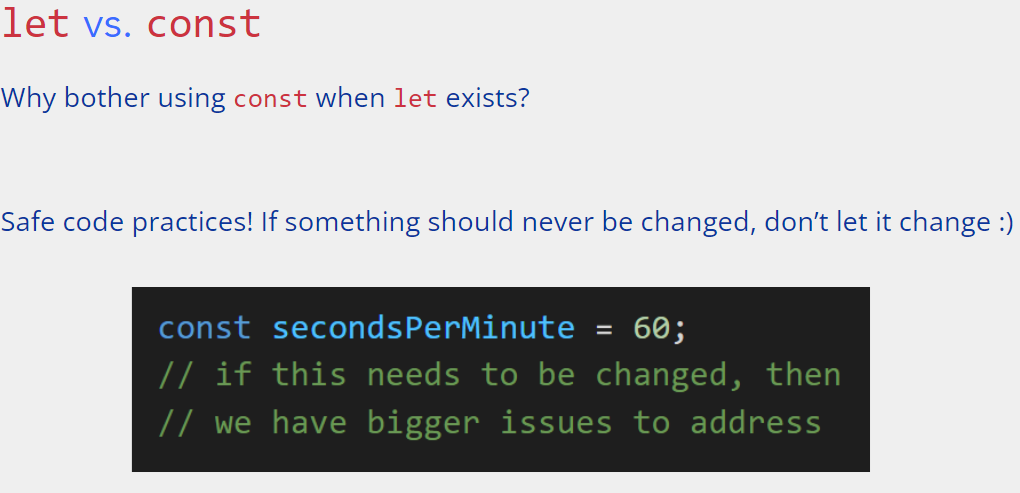 let vs. const
Why bother using const when let exists?
Safe code practices! If something should never be changed, don’t let it change :)
const secondsPerMinute = 60;
// if this needs to be changed, then
// we have bigger issues to address